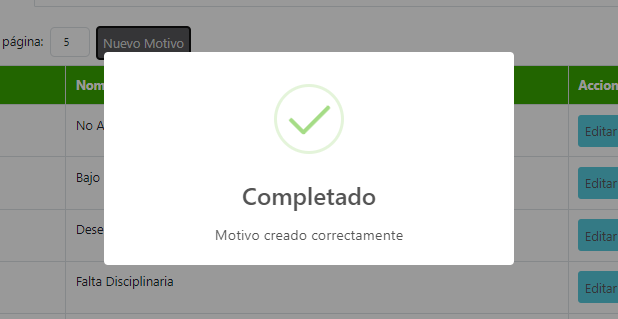 página: 5 Nuevo Motivo
Nom Accion
No A Editar
Bajo Editar
Completado
Dese Motivo creado correctamente Editar
Falta Disciplinaria Editar